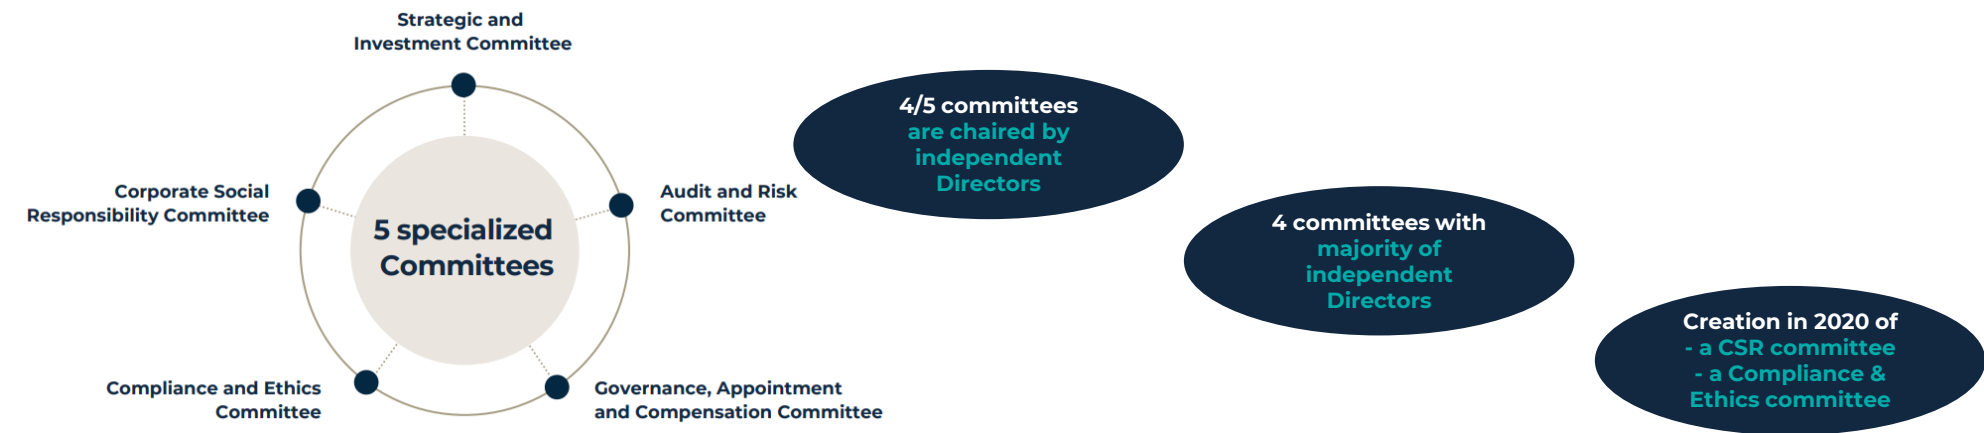 Strategic and
Investment Committee
Corporate Social
Responsibility Committee
5 specialized
Committees
Audit and Risk
Committee
Compliance and Ethics
Committee
Governance, Appointment
and Compensation Committee
4/5 committees
are chaired by
independent
Directors
4 committees with
majority of
independent
Directors
Creation in 2020 of
- a CSR committee
- a Compliance &
Ethics committee